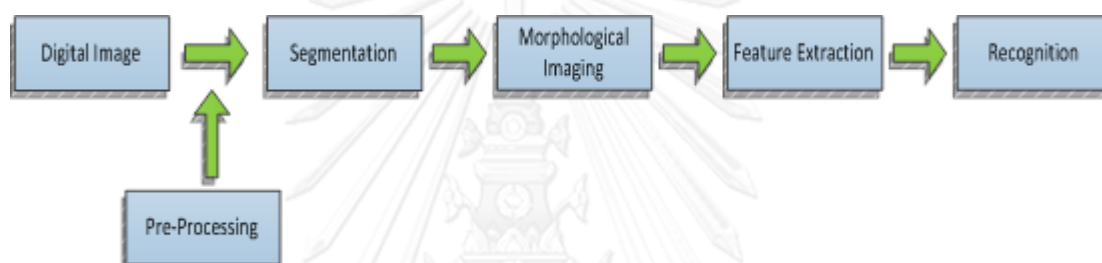 Digital Image
Segmentation
Morphological
Imaging
Feature Extraction
Recognition
Pre-Processing